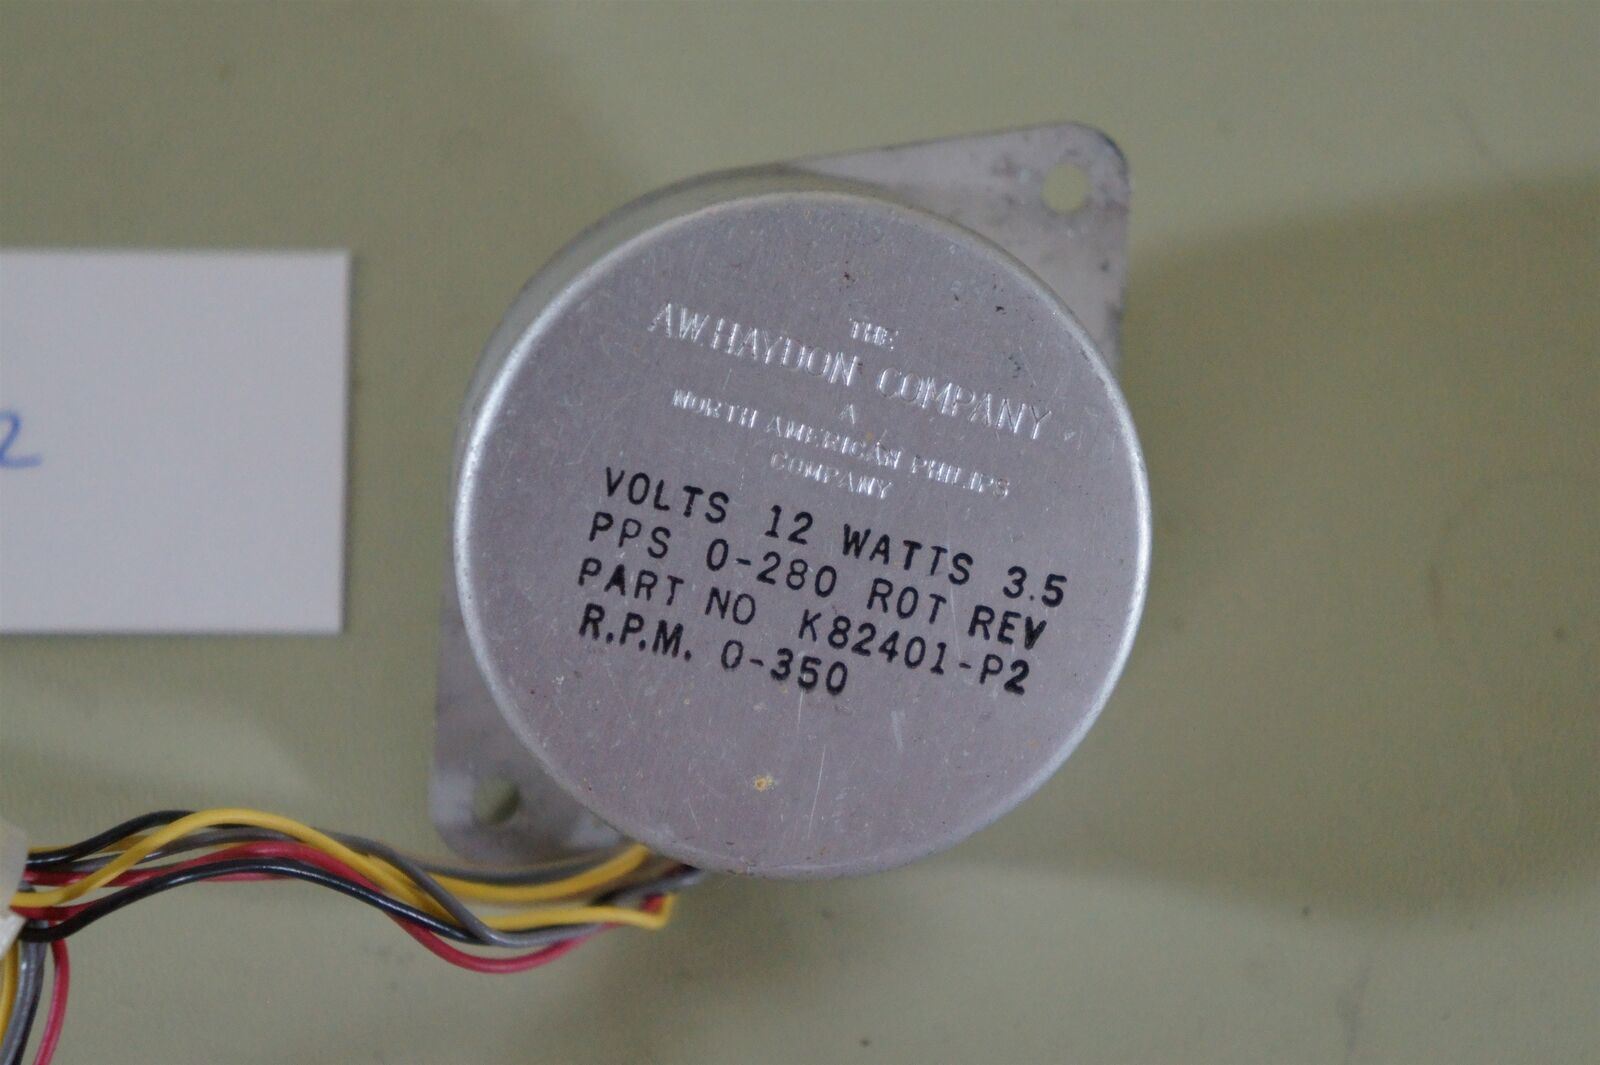 THE
A.W. HAYDON COMPANY
A
NORTH AMERICAN PHILIPS
COMPANY
VOLTS 12 WATTS 3.5
PPS 0-280 ROT REV
PART NO K82401-P2
R.P.M. 0-350
2